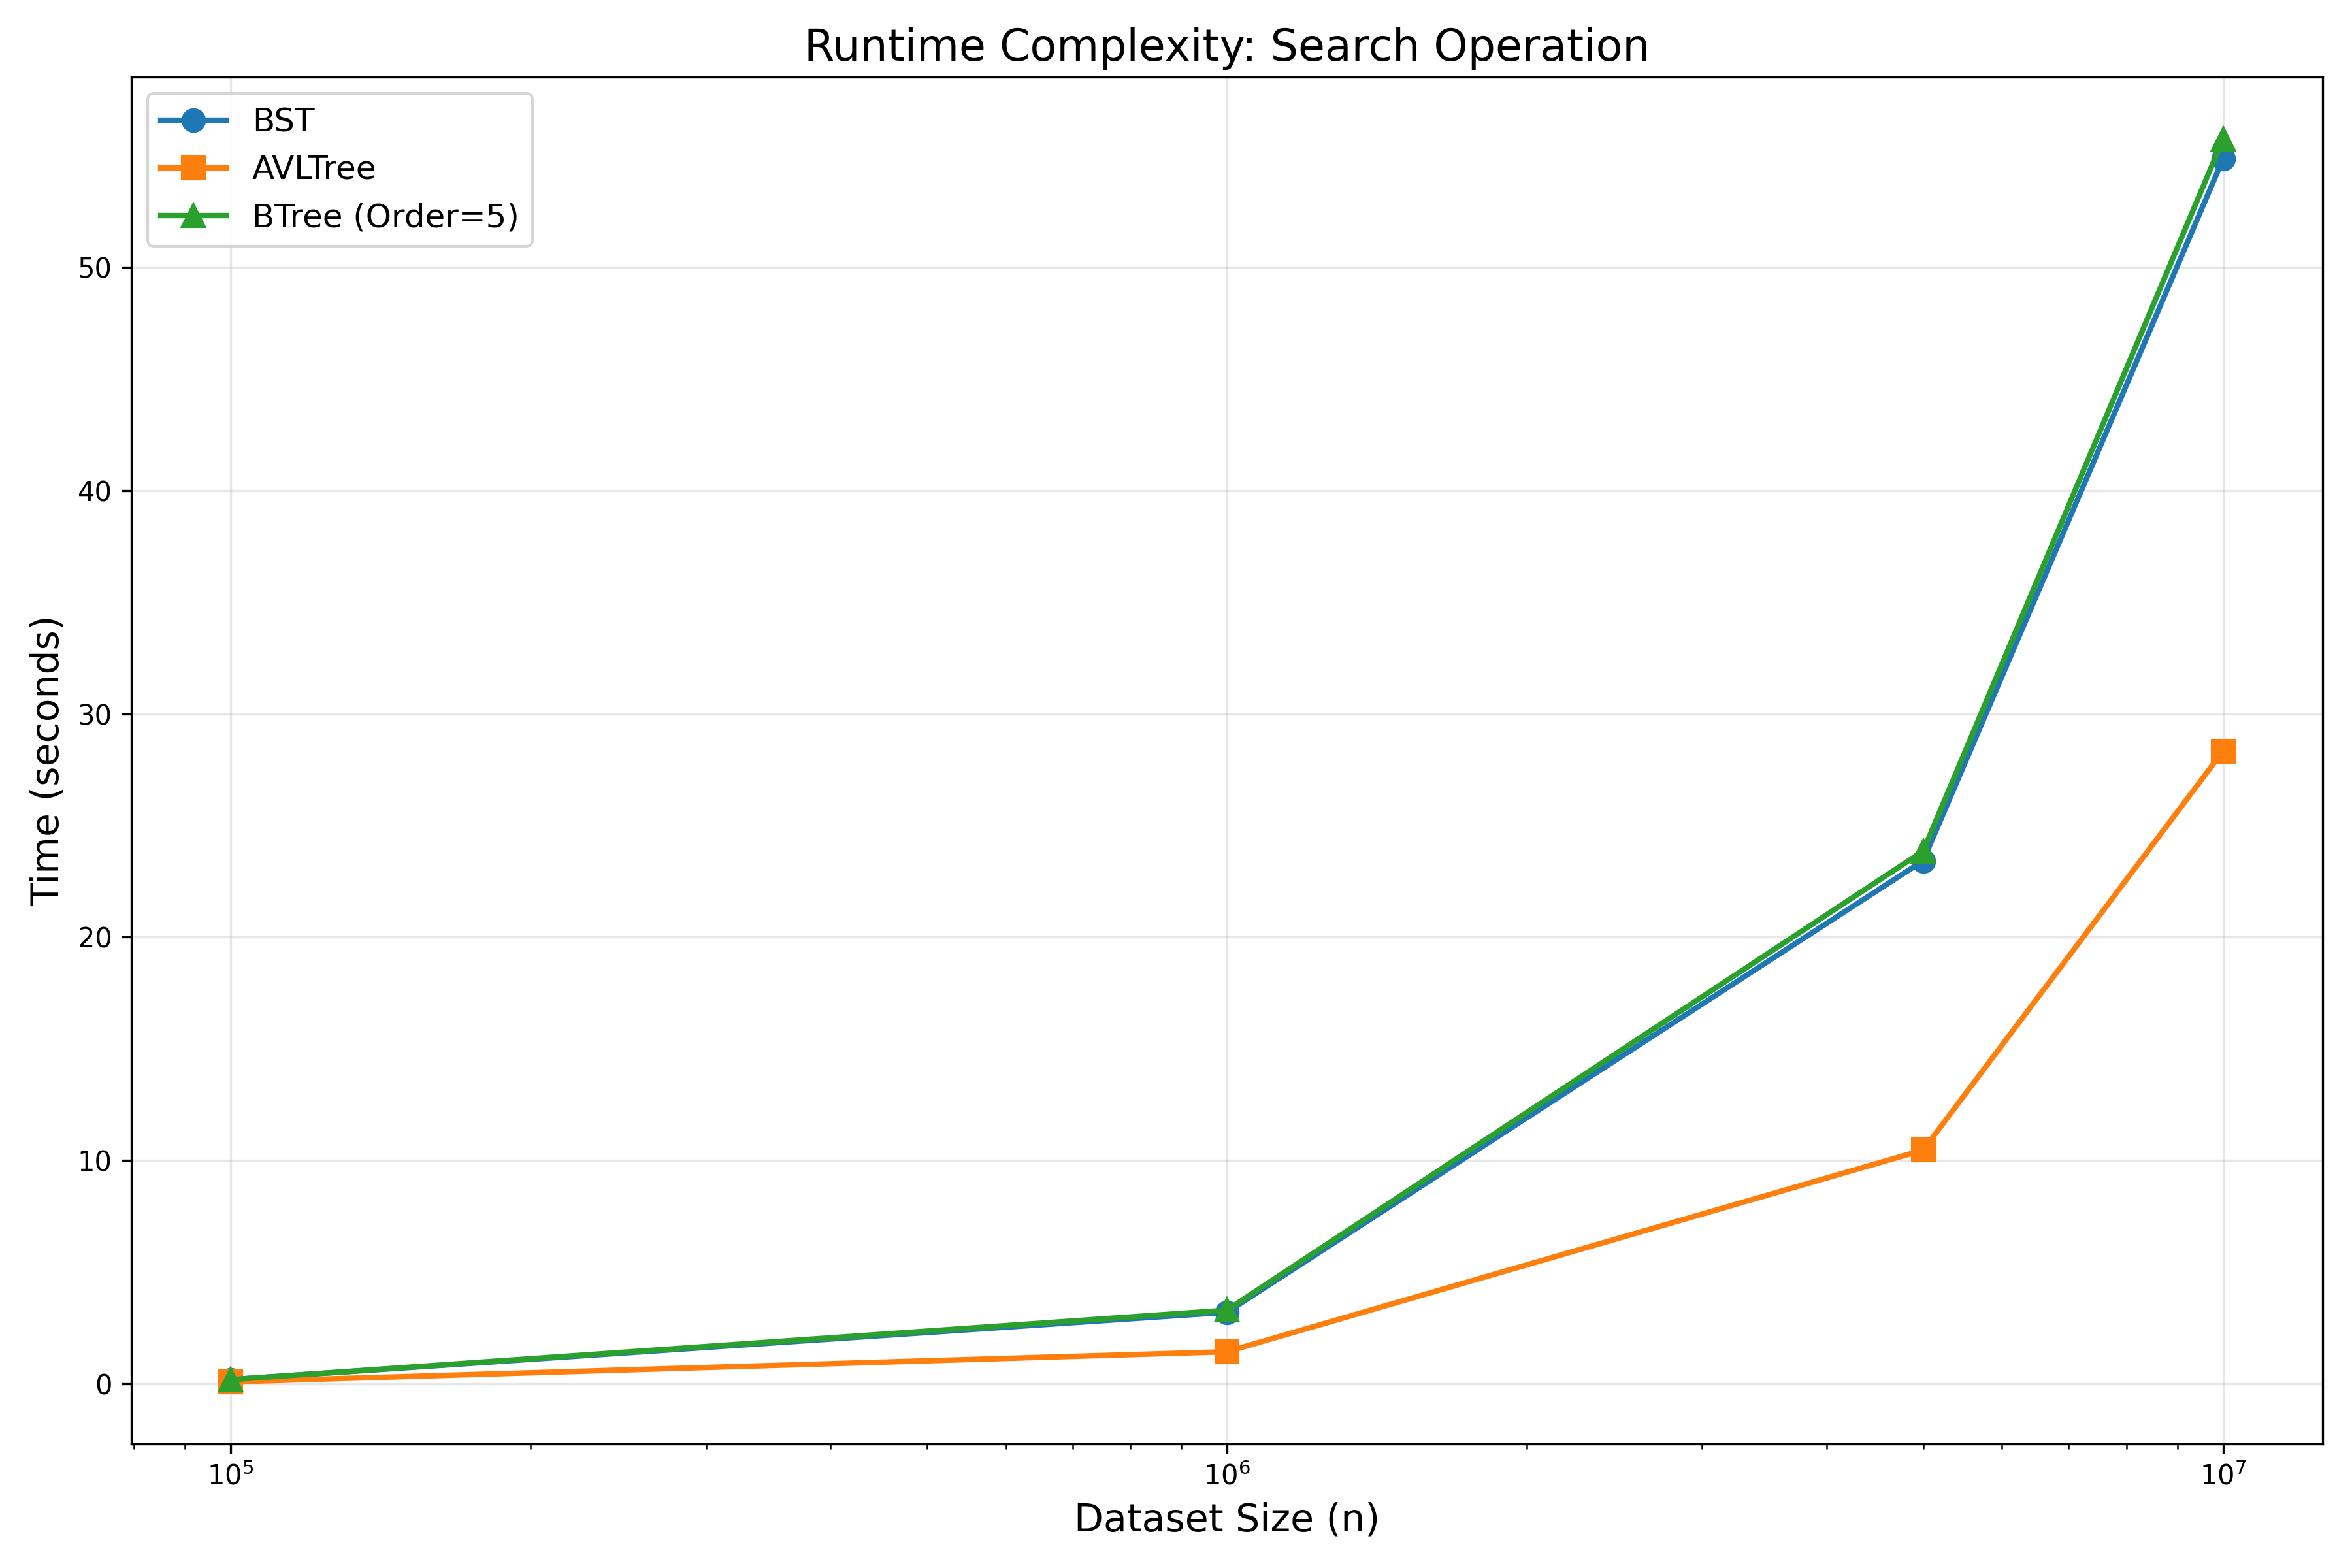 Runtime Complexity: Search Operation
BST
AVLTree
BTree (Order=5)
50
40
30
20
10
0
Time (seconds)
10⁵
10⁶
10⁷
Dataset Size (n)